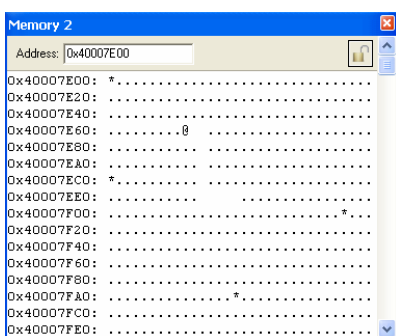 Memory 2
Address: 0x40007E00
0x40007E00: *...............................
0x40007E20: ................................
0x40007E40: ................................
0x40007E60: .........@  ....................
0x40007E80: ........... ....................
0x40007EA0: ........... ....................
0x40007EC0: *.......... ....................
0x40007EE0: ...........     ................
0x40007F00: ............................*...
0x40007F20: ................................
0x40007F40: ................................
0x40007F60: ................................
0x40007F80: ................................
0x40007FA0: ...............*................
0x40007FC0: ................................
0x40007FE0: ................................